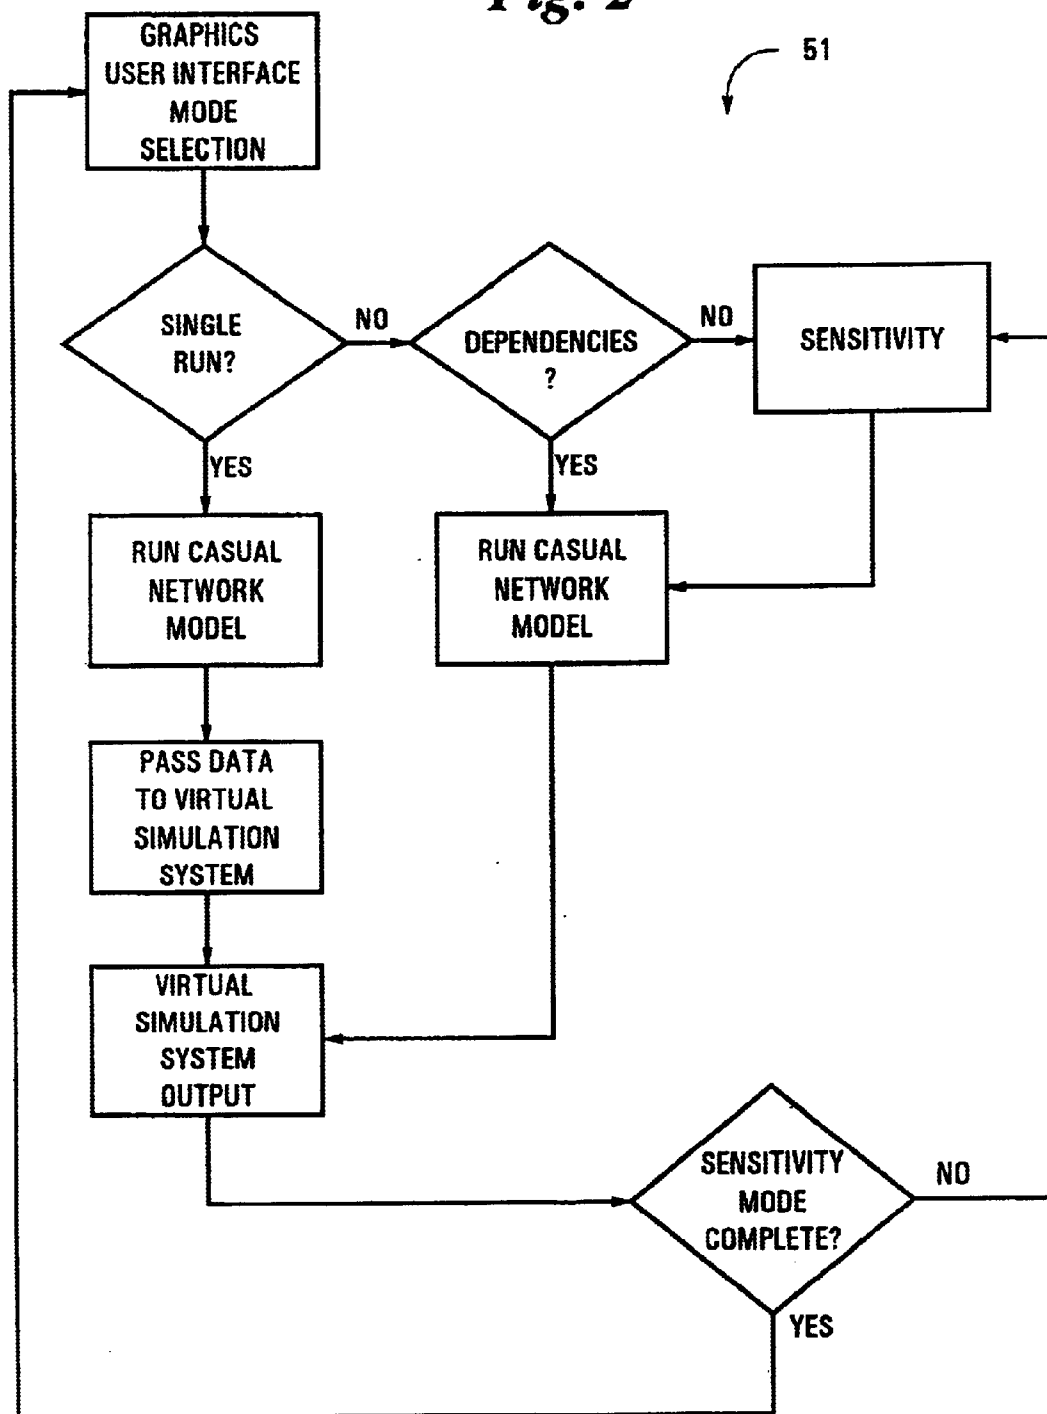 Fig. 2
51
GRAPHICS
USER INTERFACE
MODE
SELECTION
SINGLE
RUN?
NO
DEPENDENCIES
?
NO
SENSITIVITY
YES
YES
RUN CASUAL
NETWORK
MODEL
RUN CASUAL
NETWORK
MODEL
PASS DATA
TO VIRTUAL
SIMULATION
SYSTEM
VIRTUAL
SIMULATION
SYSTEM
OUTPUT
SENSITIVITY
MODE
COMPLETE?
NO
YES